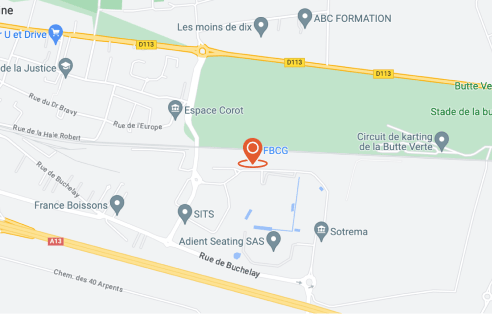 ne
Les moins de dix
ABC FORMATION
r U et Drive
D113
D113
D113
de la Justice
Butte Ve
Rue du Dr Bravy
Espace Corot
Stade de la bu
Rue de l'Europe
Rue de la Haie Robert
Circuit de karting
de la Butte Verte
FBCG
Rue de Buchelay
France Boissons
SITS
Adient Seating SAS
Sotrema
A13
Rue de Buchelay
Chem. des 40 Arpents